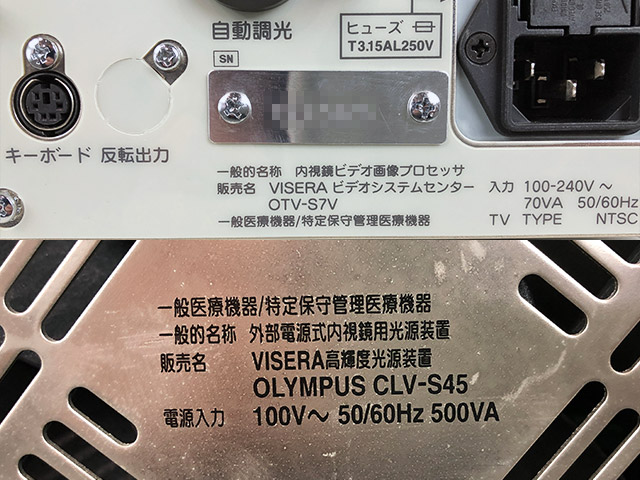 自動調光
ヒューズ
T3.15AL250V
SN
キーボード 反転出力
一般的名称 内視鏡ビデオ画像プロセッサ
販売名 VISERA ビデオシステムセンター
OTV-S7V
一般医療機器/特定保守管理医療機器
入力 100-240V～
70VA 50/60Hz
TV TYPE NTSC
一般医療機器/特定保守管理医療機器
一般的名称 外部電源式内視鏡用光源装置
販売名 VISERA高輝度光源装置
OLYMPUS CLV-S45
電源入力 100V～ 50/60Hz 500VA